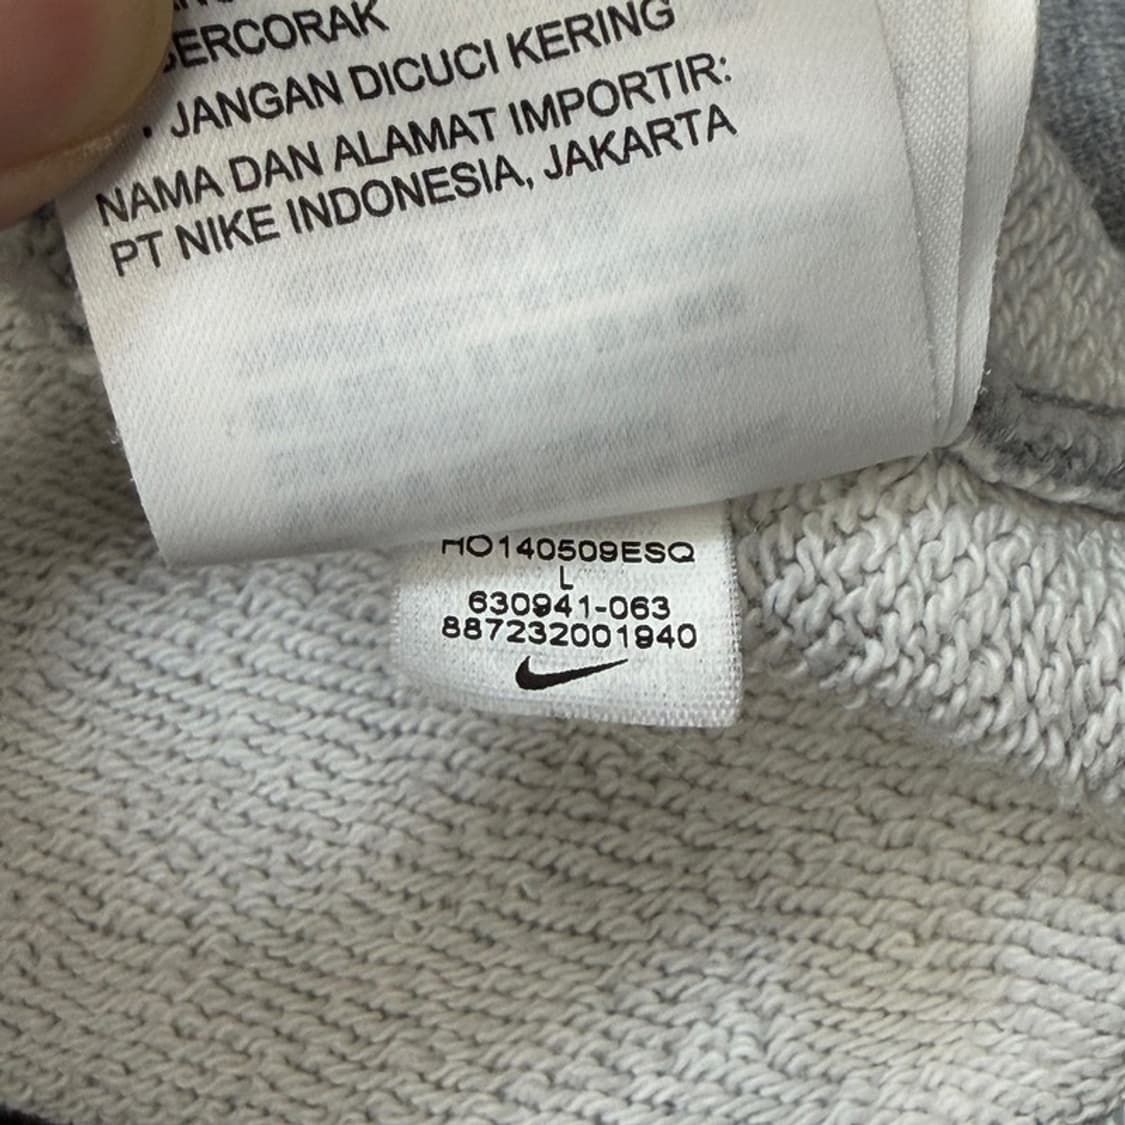 BERCORAK
• JANGAN DICUCI KERING
NAMA DAN ALAMAT IMPORTIR:
PT NIKE INDONESIA, JAKARTA
HO140509ESQ
L
630941-063
887232001940